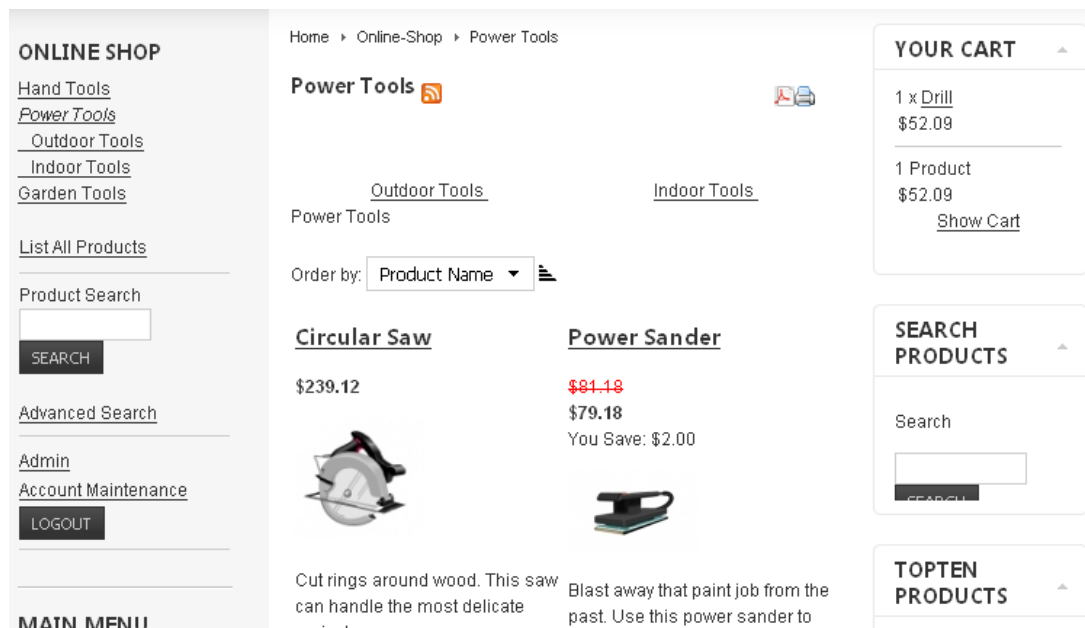 ONLINE SHOP
Hand Tools
Power Tools
Outdoor Tools
Indoor Tools
Garden Tools
List All Products
Product Search
SEARCH
Advanced Search
Admin
Account Maintenance
LOGOUT
MAIN MENU
Home Online-Shop Power Tools
Power Tools
Outdoor Tools Indoor Tools
Power Tools
Order by: Product Name
Circular Saw
$239.12
Cut rings around wood. This saw
can handle the most delicate
Power Sander
$81.18
$79.18
You Save: $2.00
Blast away that paint job from the
past. Use this power sander to
YOUR CART
1 x Drill
$52.09
1 Product
$52.09
Show Cart
SEARCH
PRODUCTS
Search
SEARCH
TOPTEN
PRODUCTS